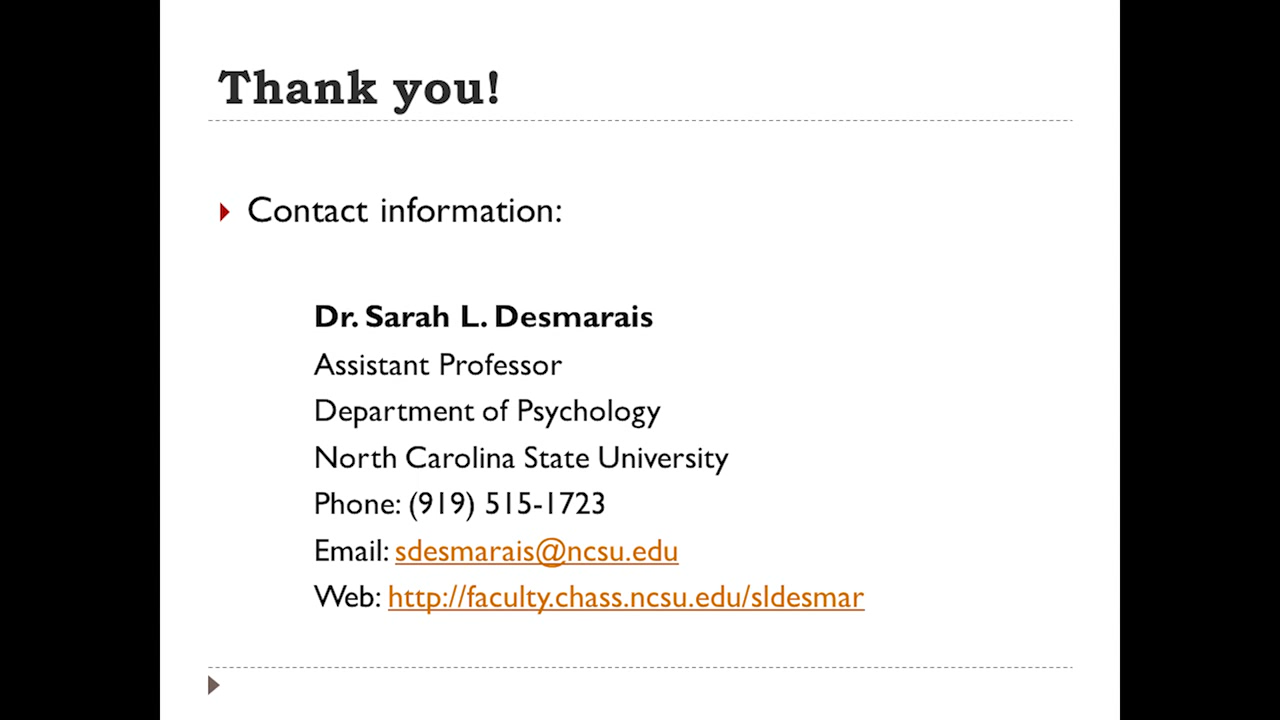 Thank you!
Contact information:
Dr. Sarah L. Desmarais
Assistant Professor
Department of Psychology
North Carolina State University
Phone: (919) 515-1723
Email: sdesmarais@ncsu.edu
Web: http://faculty.chass.ncsu.edu/sldesmar